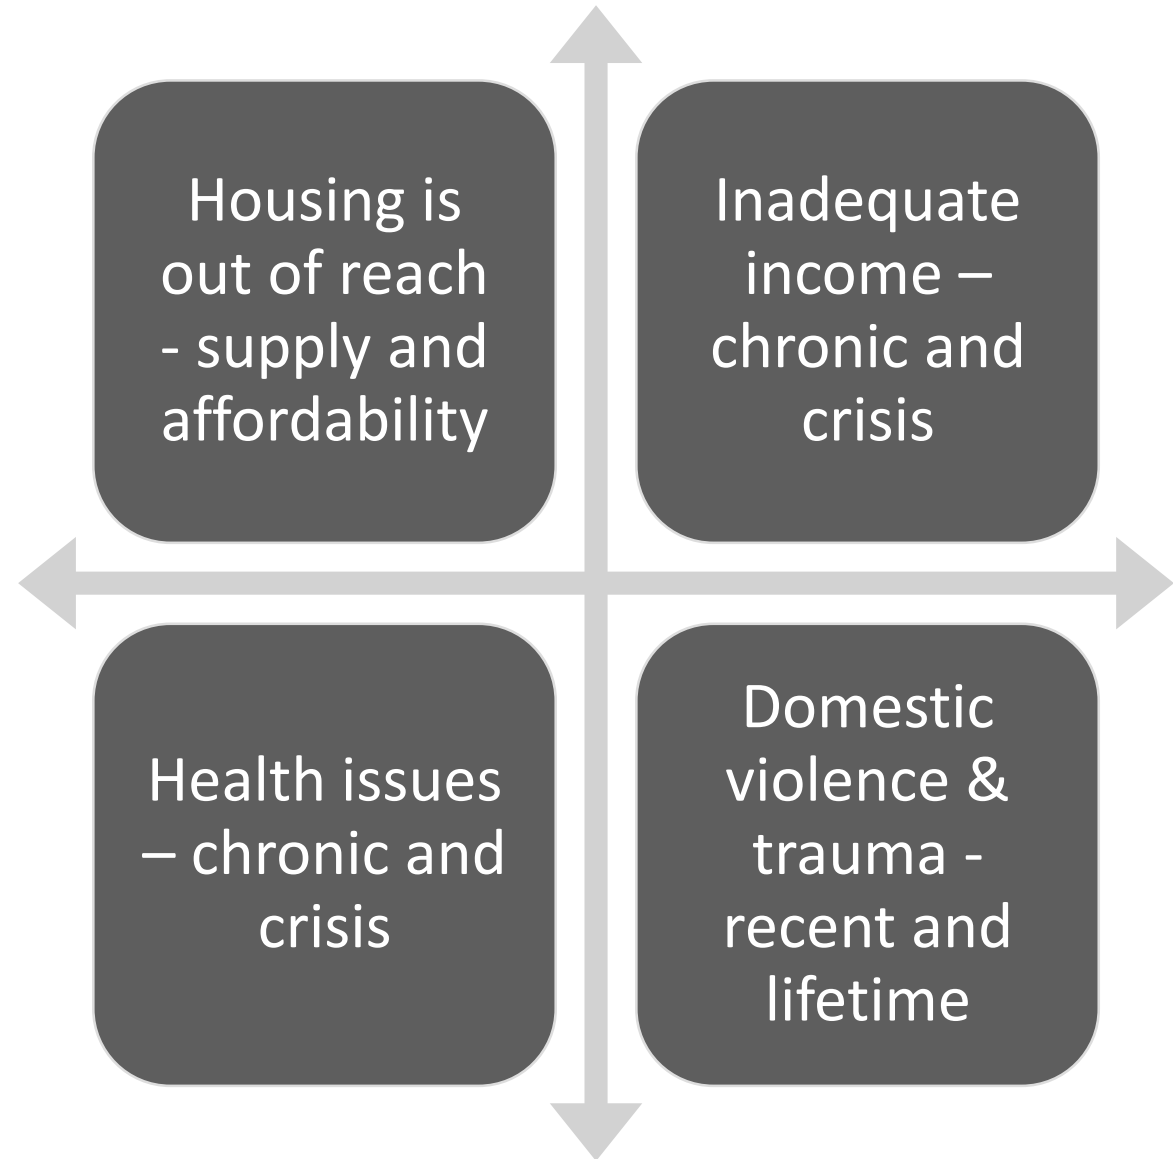 Housing is
out of reach
- supply and
affordability
Inadequate
income –
chronic and
crisis
Health issues
– chronic and
crisis
Domestic
violence &
trauma -
recent and
lifetime